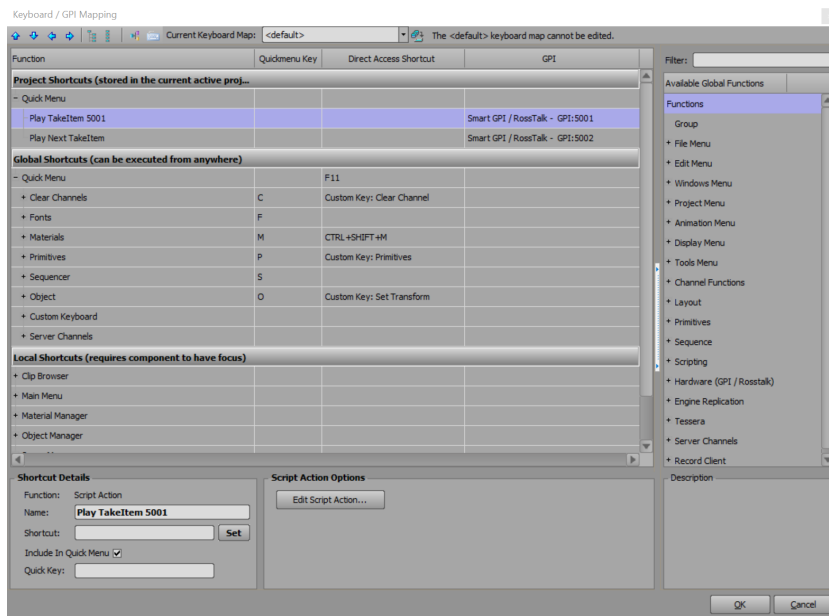 Keyboard / GPI Mapping
Current Keyboard Map: <default> The <default> keyboard map cannot be edited.
Function Quickmenu Key Direct Access Shortcut GPI
Project Shortcuts (stored in the current active proj...
- Quick Menu
Play TakeItem 5001 Smart GPI / RossTalk - GPI:5001
Play Next TakeItem Smart GPI / RossTalk - GPI:5002
Global Shortcuts (can be executed from anywhere)
- Quick Menu F11
+ Clear Channels C Custom Key: Clear Channel
+ Fonts F
+ Materials M CTRL+SHIFT+M
+ Primitives P Custom Key: Primitives
+ Sequencer S
+ Object O Custom Key: Set Transform
+ Custom Keyboard
+ Server Channels
Local Shortcuts (requires component to have focus)
+ Clip Browser
+ Main Menu
+ Material Manager
+ Object Manager
Filter:
Available Global Functions
Functions
Group
+ File Menu
+ Edit Menu
+ Windows Menu
+ Project Menu
+ Animation Menu
+ Display Menu
+ Tools Menu
+ Channel Functions
+ Layout
+ Primitives
+ Sequence
+ Scripting
+ Hardware (GPI / Rosstalk)
+ Engine Replication
+ Tessera
+ Server Channels
+ Record Client
Shortcut Details
Function: Script Action
Name: Play TakeItem 5001
Shortcut: Set
Include In Quick Menu
Quick Key:
Script Action Options
Edit Script Action...
Description
OK Cancel